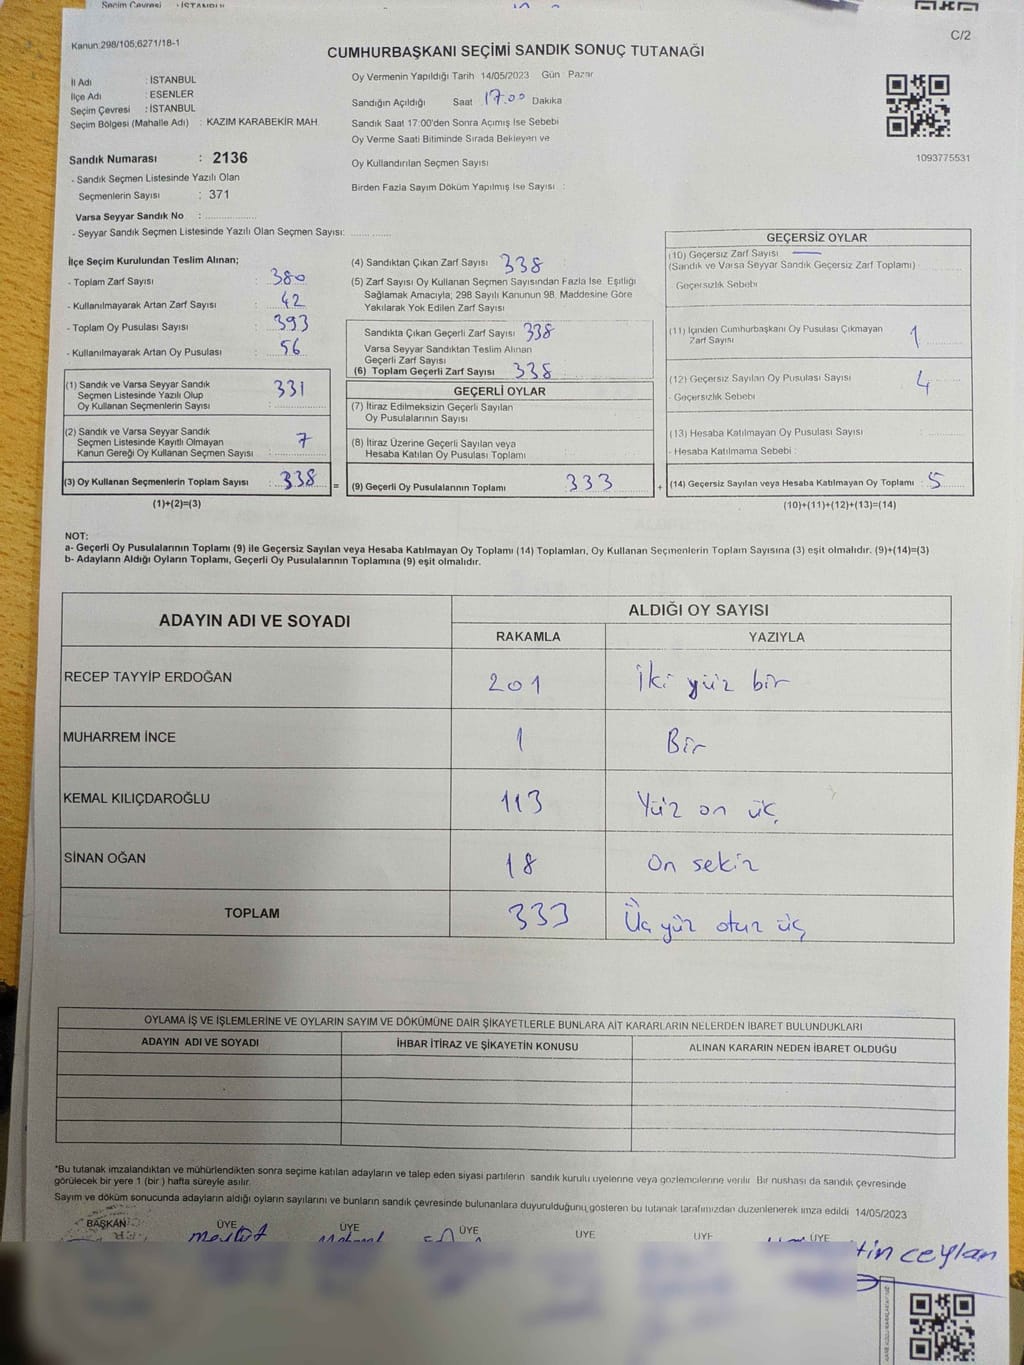 Seçim Çevresi : İSTANBUL
C/2
Kanun:298/105,6271/18-1
CUMHURBAŞKANI SEÇİMİ SANDIK SONUÇ TUTANAĞI
İl Adı : İSTANBUL
İlçe Adı : ESENLER
Seçim Çevresi : İSTANBUL
Seçim Bölgesi (Mahalle Adı) : KAZIM KARABEKİR MAH.
Oy Vermenin Yapıldığı Tarih 14/05/2023 Gün Pazar
Sandığın Açıldığı Saat 17.00 Dakika
Sandık Saat 17:00'den Sonra Açımış İse Sebebi
Oy Verme Saati Bitiminde Sırada Bekleyen ve
Oy Kullandırılan Seçmen Sayısı
Birden Fazla Sayım Döküm Yapılmış İse Sayısı :
1093775531
Sandık Numarası : 2136
- Sandık Seçmen Listesinde Yazılı Olan
Seçmenlerin Sayısı : 371
Varsa Seyyar Sandık No : ..................
- Seyyar Sandık Seçmen Listesinde Yazılı Olan Seçmen Sayısı: ..............
İlçe Seçim Kurulundan Teslim Alınan;
- Toplam Zarf Sayısı : 380
- Kullanılmayarak Artan Zarf Sayısı : 42
- Toplam Oy Pusulası Sayısı : 393
- Kullanılmayarak Artan Oy Pusulası : 56
(1) Sandık ve Varsa Seyyar Sandık
Seçmen Listesinde Yazılı Olup
Oy Kullanan Seçmenlerin Sayısı : 331
(2) Sandık ve Varsa Seyyar Sandık
Seçmen Listesinde Kayıtlı Olmayan
Kanun Gereği Oy Kullanan Seçmen Sayısı : 7
(3) Oy Kullanan Seçmenlerin Toplam Sayısı : 338 =
(1)+(2)=(3)
(4) Sandıktan Çıkan Zarf Sayısı 338
(5) Zarf Sayısı Oy Kullanan Seçmen Sayısından Fazla İse, Eşitliği
Sağlamak Amacıyla; 298 Sayılı Kanunun 98. Maddesine Göre
Yakılarak Yok Edilen Zarf Sayısı
Sandıkta Çıkan Geçerli Zarf Sayısı 338
Varsa Seyyar Sandıktan Teslim Alınan
Geçerli Zarf Sayısı
(6) Toplam Geçerli Zarf Sayısı 338
GEÇERLİ OYLAR
(7) İtiraz Edilmeksizin Geçerli Sayılan
Oy Pusulalarının Sayısı
(8) İtiraz Üzerine Geçerli Sayılan veya
Hesaba Katılan Oy Pusulası Toplamı
(9) Geçerli Oy Pusulalarının Toplamı 333 +
GEÇERSİZ OYLAR
(10) Geçersiz Zarf Sayısı —
(Sandık ve Varsa Seyyar Sandık Geçersiz Zarf Toplamı)
Geçersizlik Sebebi
(11) İçinden Cumhurbaşkanı Oy Pusulası Çıkmayan
Zarf Sayısı 1
(12) Geçersiz Sayılan Oy Pusulası Sayısı 4
Geçersizlik Sebebi
(13) Hesaba Katılmayan Oy Pusulası Sayısı :
- Hesaba Katılmama Sebebi :
(14) Geçersiz Sayılan veya Hesaba Katılmayan Oy Toplamı : 5
(10)+(11)+(12)+(13)=(14)
NOT:
a- Geçerli Oy Pusulalarının Toplamı (9) ile Geçersiz Sayılan veya Hesaba Katılmayan Oy Toplamı (14) Toplamları, Oy Kullanan Seçmenlerin Toplam Sayısına (3) eşit olmalıdır. (9)+(14)=(3)
b- Adayların Aldığı Oyların Toplamı, Geçerli Oy Pusulalarının Toplamına (9) eşit olmalıdır.
ADAYIN ADI VE SOYADI
ALDIĞI OY SAYISI
RAKAMLA YAZIYLA
RECEP TAYYİP ERDOĞAN 201 İki yüz bir
MUHARREM İNCE 1 Bir
KEMAL KILIÇDAROĞLU 113 Yüz on üç
SİNAN OĞAN 18 On sekiz
TOPLAM 333 Üç yüz otuz üç
OYLAMA İŞ VE İŞLEMLERİNE VE OYLARIN SAYIM VE DÖKÜMÜNE DAİR ŞİKAYETLERLE BUNLARA AİT KARARLARIN NELERDEN İBARET BULUNDUKLARI
ADAYIN ADI VE SOYADI İHBAR İTİRAZ VE ŞİKAYETİN KONUSU ALINAN KARARIN NEDEN İBARET OLDUĞU
*Bu tutanak imzalandıktan ve mühürlendikten sonra seçime katılan adayların ve talep eden siyasi partilerin sandık kurulu üyelerine veya gözlemcilerine verilir. Bir nushası da sandık çevresinde
görülecek bir yere 1 (bir ) hafta süreyle asılır.
Sayım ve döküm sonucunda adayların aldığı oyların sayılarını ve bunların sandık çevresinde bulunanlara duyurulduğunu gösteren bu tutanak tarafımızdan düzenlenerek imza edildi 14/05/2023
BAŞKAN ÜYE ÜYE ÜYE ÜYE ÜYE ÜYE
Mevlüt
tin ceylan